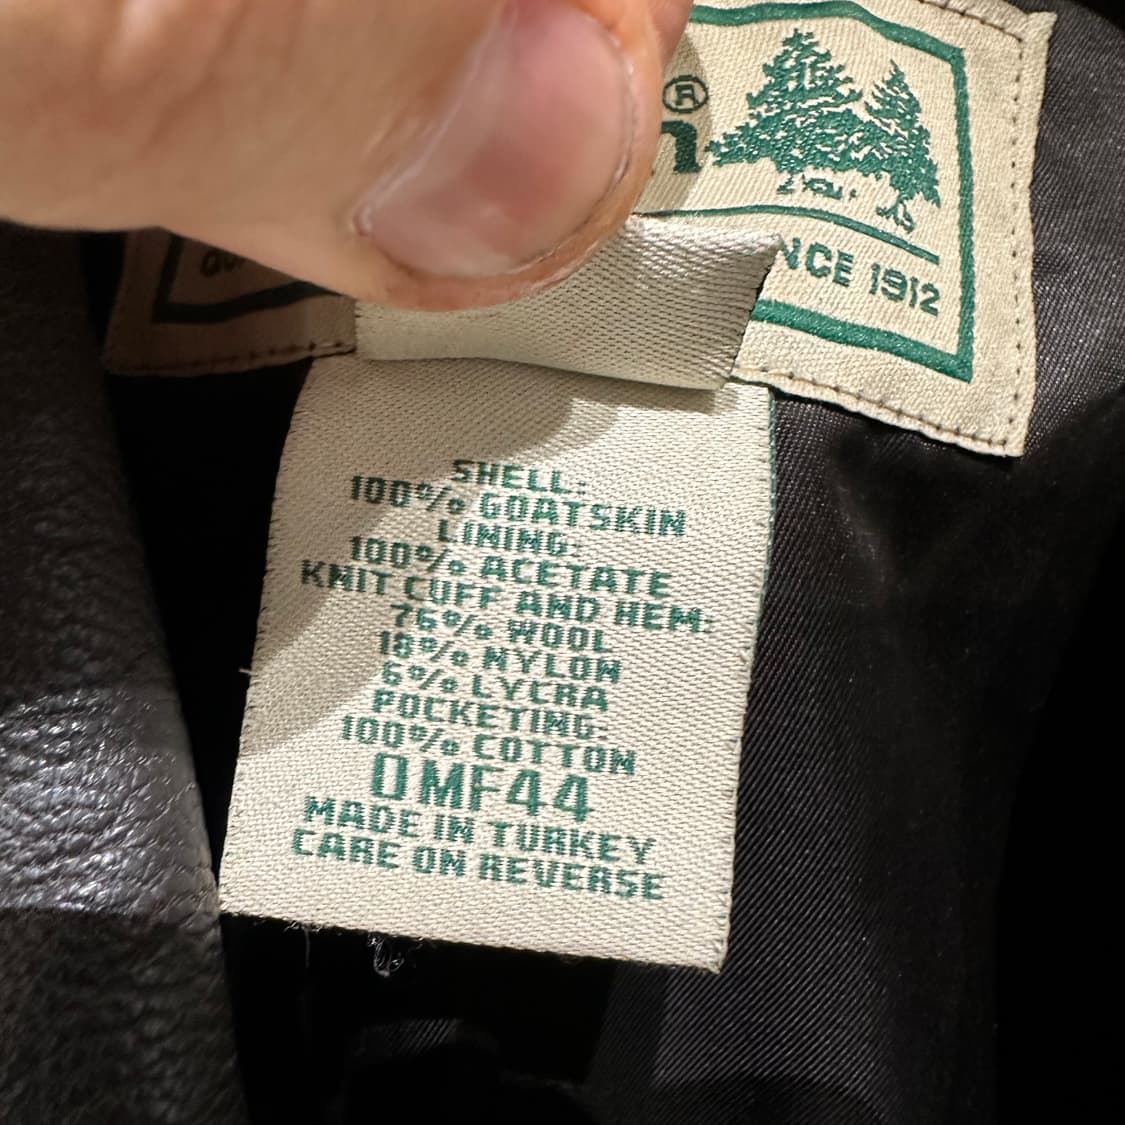 ®
SINCE 1912
SHELL:
100% GOATSKIN
LINING:
100% ACETATE
KNIT CUFF AND HEM:
76% WOOL
18% NYLON
6% LYCRA
POCKETING:
100% COTTON
0MF44
MADE IN TURKEY
CARE ON REVERSE